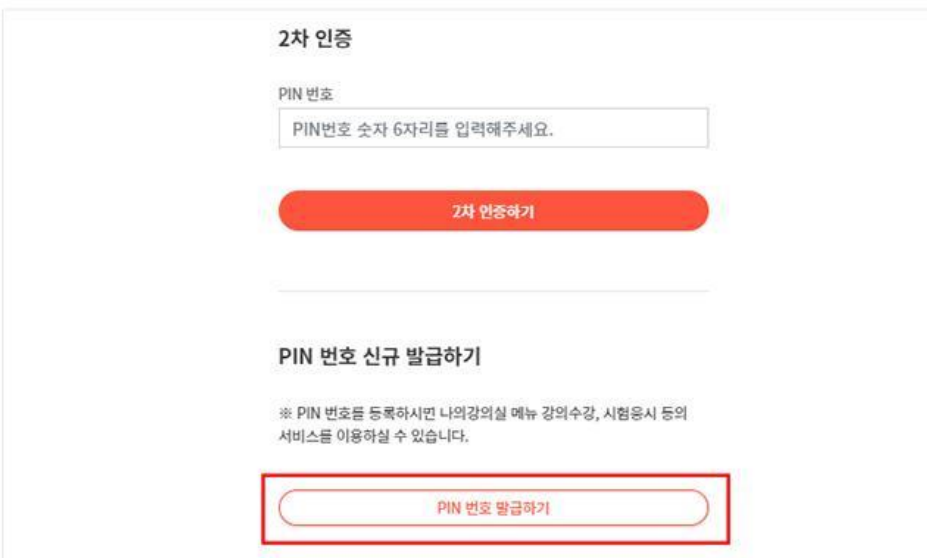 2차 인증
PIN 번호
PIN번호 숫자 6자리를 입력해주세요.
2차 인증하기
PIN 번호 신규 발급하기
※ PIN 번호를 등록하시면 나의강의실 메뉴 강의수강, 시험응시 등의
서비스를 이용하실 수 있습니다.
PIN 번호 발급하기